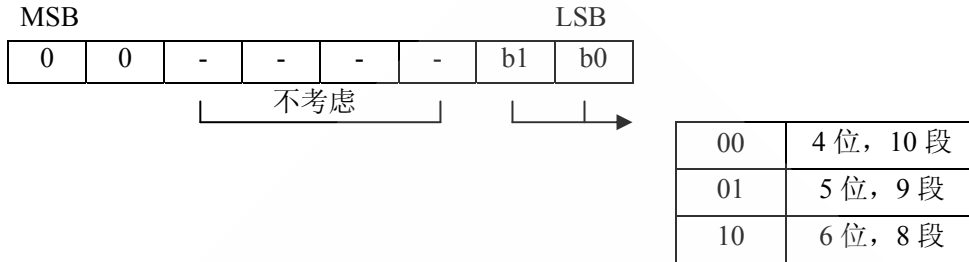 MSB LSB
0 0 - - - - b1 b0
不考虑
00 4 位，10 段
01 5 位，9 段
10 6 位，8 段